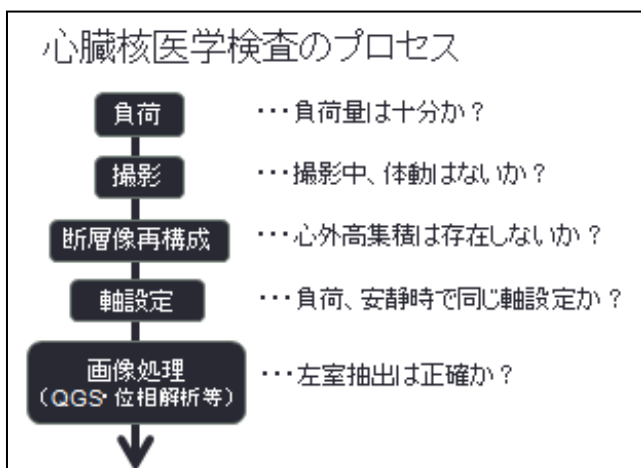 心臓核医学検査のプロセス
負荷 ・・・負荷量は十分か?
撮影 ・・・撮影中、体動はないか?
断層像再構成 ・・・心外高集積は存在しないか?
軸設定 ・・・負荷、安静時で同じ軸設定か?
画像処理 ・・・左室抽出は正確か?
(QGS・位相解析等)